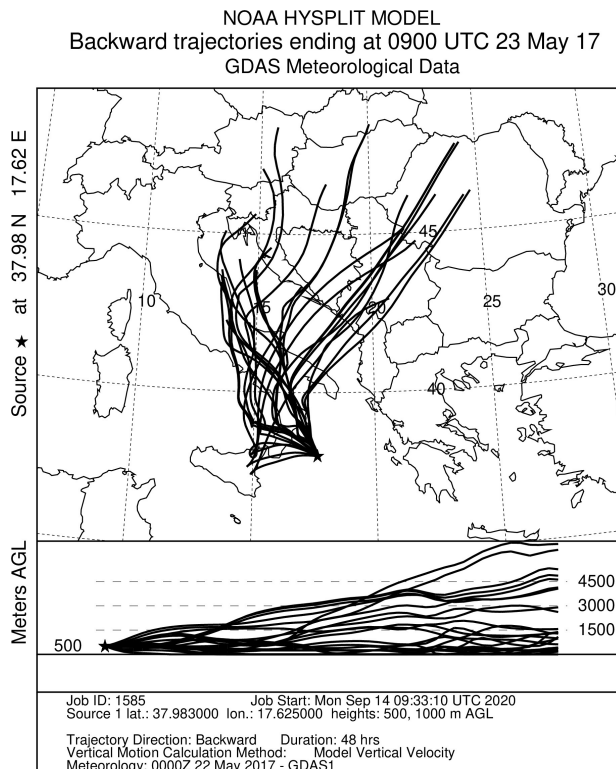 NOAA HYSPLIT MODEL
Backward trajectories ending at 0900 UTC 23 May 17
GDAS Meteorological Data
Source ★ at 37.98 N 17.62 E
10
15
20
45
25
30
40
Meters AGL
4500
3000
1500
500
Job ID: 1585 Job Start: Mon Sep 14 09:33:10 UTC 2020
Source 1 lat.: 37.983000 lon.: 17.625000 heights: 500, 1000 m AGL
Trajectory Direction: Backward Duration: 48 hrs
Vertical Motion Calculation Method: Model Vertical Velocity
Meteorology: 0000Z 22 May 2017 - GDAS1